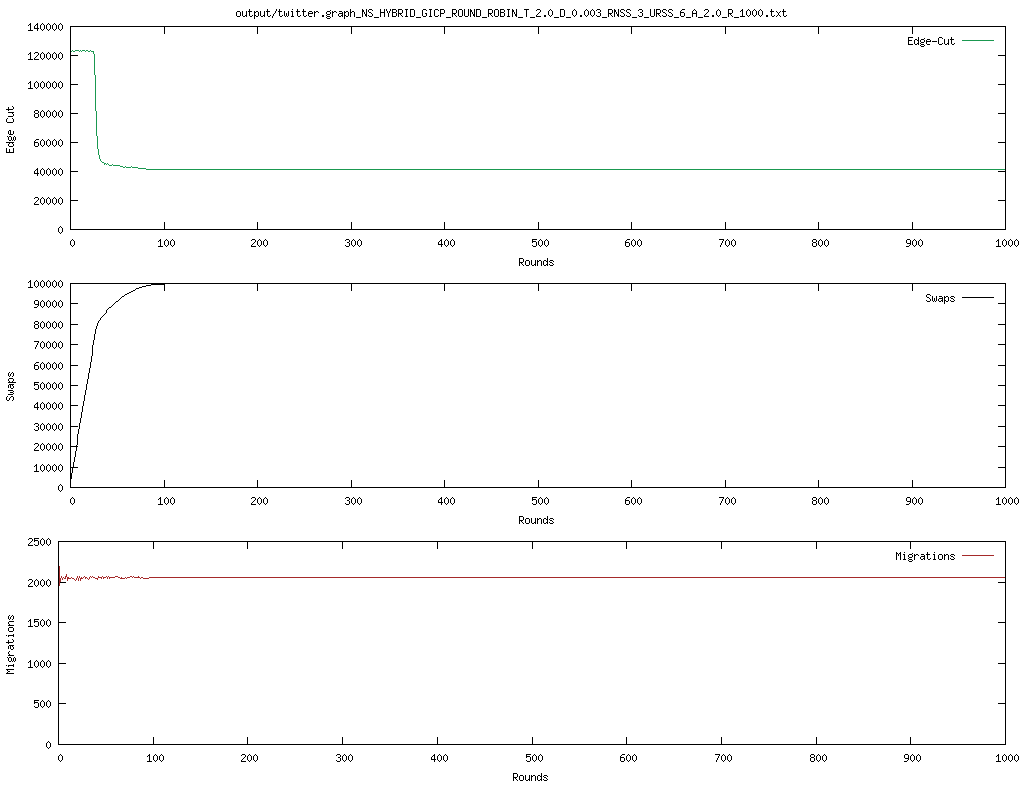 output/twitter.graph_NS_HYBRID_GICP_ROUND_ROBIN_T_2.0_D_0.003_RNSS_3_URSS_6_A_2.0_R_1000.txt
140000
120000
100000
80000
60000
40000
20000
0
Edge Cut
Edge-Cut
0 100 200 300 400 500 600 700 800 900 1000
Rounds
100000
90000
80000
70000
60000
50000
40000
30000
20000
10000
0
Swaps
Swaps
0 100 200 300 400 500 600 700 800 900 1000
Rounds
2500
2000
1500
1000
500
0
Migrations
Migrations
0 100 200 300 400 500 600 700 800 900 1000
Rounds